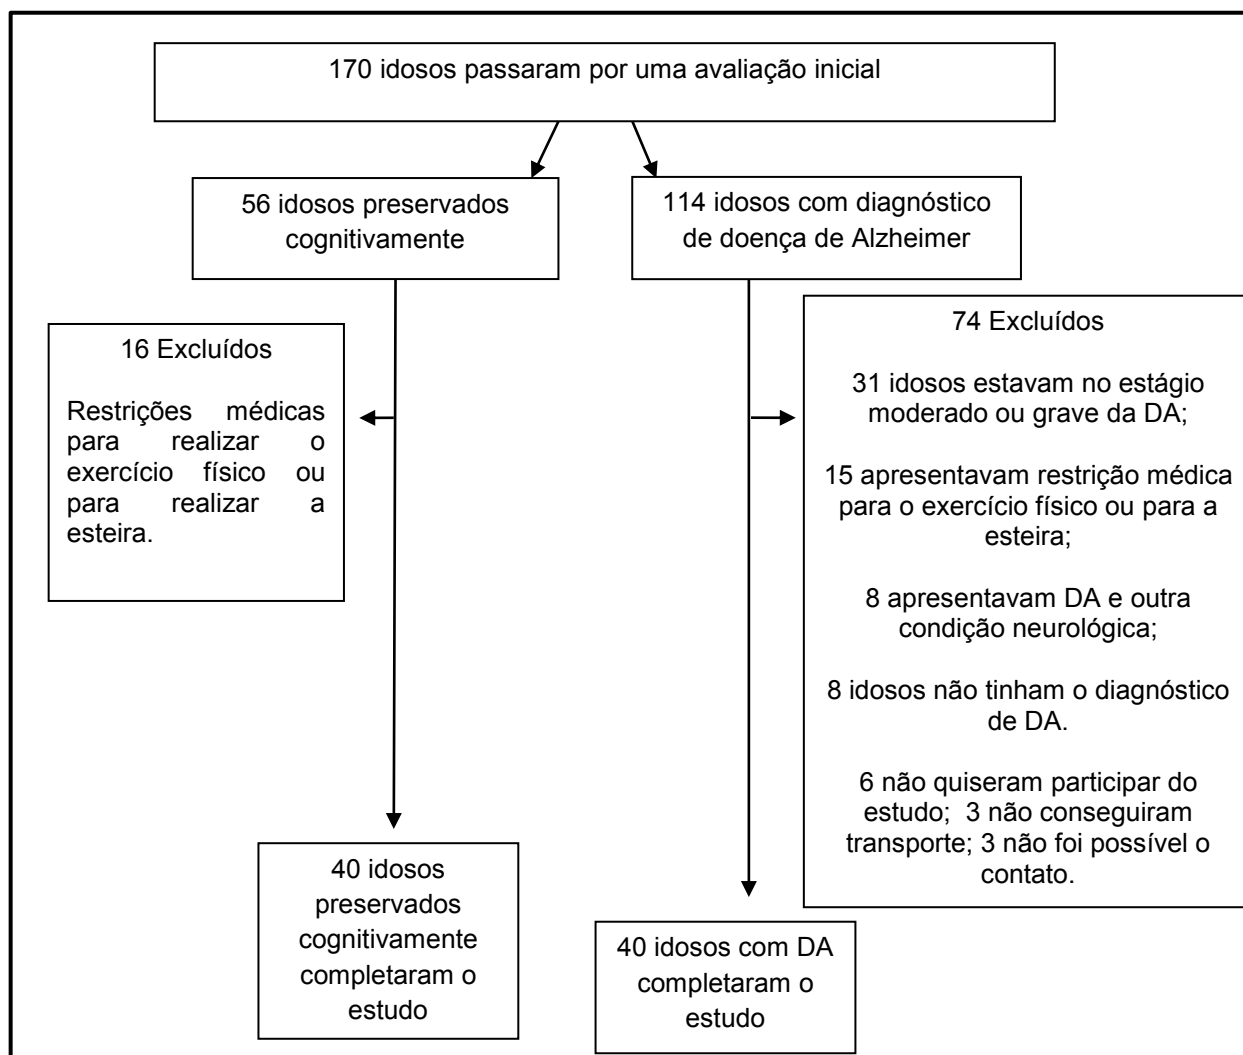 170 idosos passaram por uma avaliação inicial
56 idosos preservados
cognitivamente
114 idosos com diagnóstico
de doença de Alzheimer
16 Excluídos
Restrições médicas
para realizar o
exercício físico ou
para realizar a
esteira.
74 Excluídos
31 idosos estavam no estágio
moderado ou grave da DA;
15 apresentavam restrição médica
para o exercício físico ou para a
esteira;
8 apresentavam DA e outra
condição neurológica;
8 idosos não tinham o diagnóstico
de DA.
6 não quiseram participar do
estudo; 3 não conseguiram
transporte; 3 não foi possível o
contato.
40 idosos
preservados
cognitivamente
completaram o
estudo
40 idosos com DA
completaram o
estudo